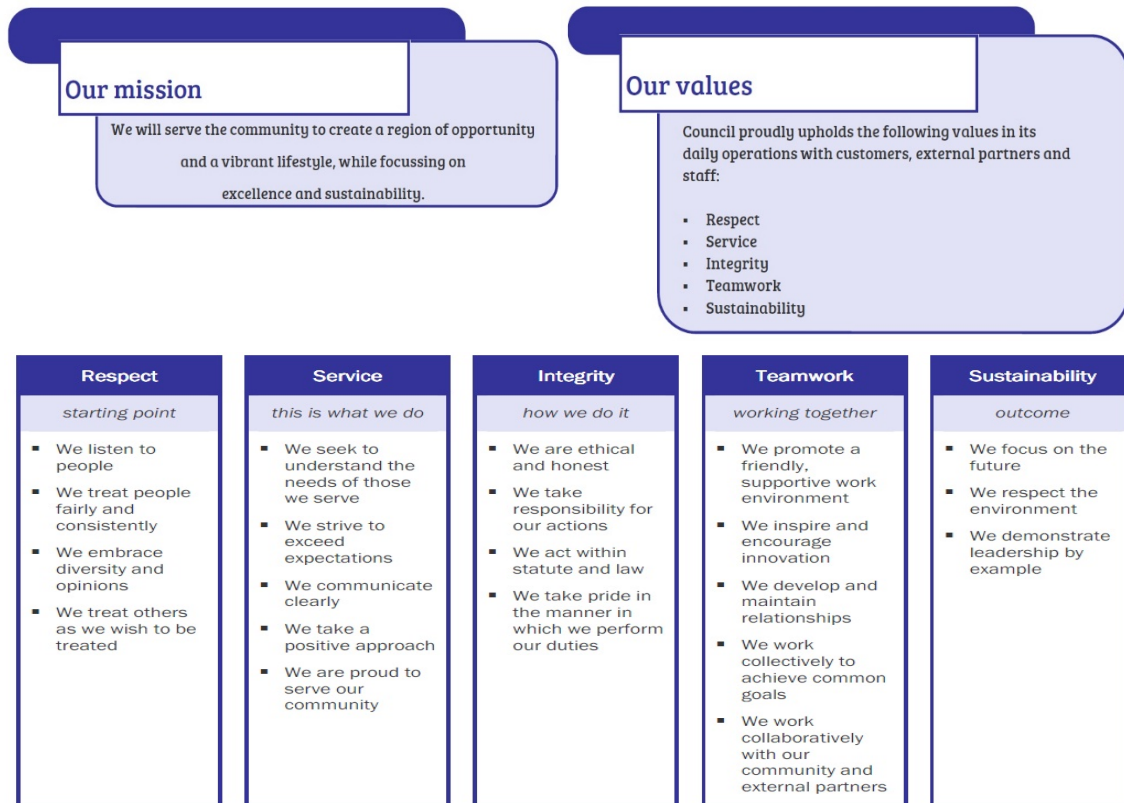 Our mission
We will serve the community to create a region of opportunity
and a vibrant lifestyle, while focussing on
excellence and sustainability.
Our values
Council proudly upholds the following values in its
daily operations with customers, external partners and
staff:
▪ Respect
▪ Service
▪ Integrity
▪ Teamwork
▪ Sustainability
Respect
starting point
▪ We listen to
people
▪ We treat people
fairly and
consistently
▪ We embrace
diversity and
opinions
▪ We treat others
as we wish to be
treated
Service
this is what we do
▪ We seek to
understand the
needs of those
we serve
▪ We strive to
exceed
expectations
▪ We communicate
clearly
▪ We take a
positive approach
▪ We are proud to
serve our
community
Integrity
how we do it
▪ We are ethical
and honest
▪ We take
responsibility for
our actions
▪ We act within
statute and law
▪ We take pride in
the manner in
which we perform
our duties
Teamwork
working together
▪ We promote a
friendly,
supportive work
environment
▪ We inspire and
encourage
innovation
▪ We develop and
maintain
relationships
▪ We work
collectively to
achieve common
goals
▪ We work
collaboratively
with our
community and
external partners
Sustainability
outcome
▪ We focus on the
future
▪ We respect the
environment
▪ We demonstrate
leadership by
example